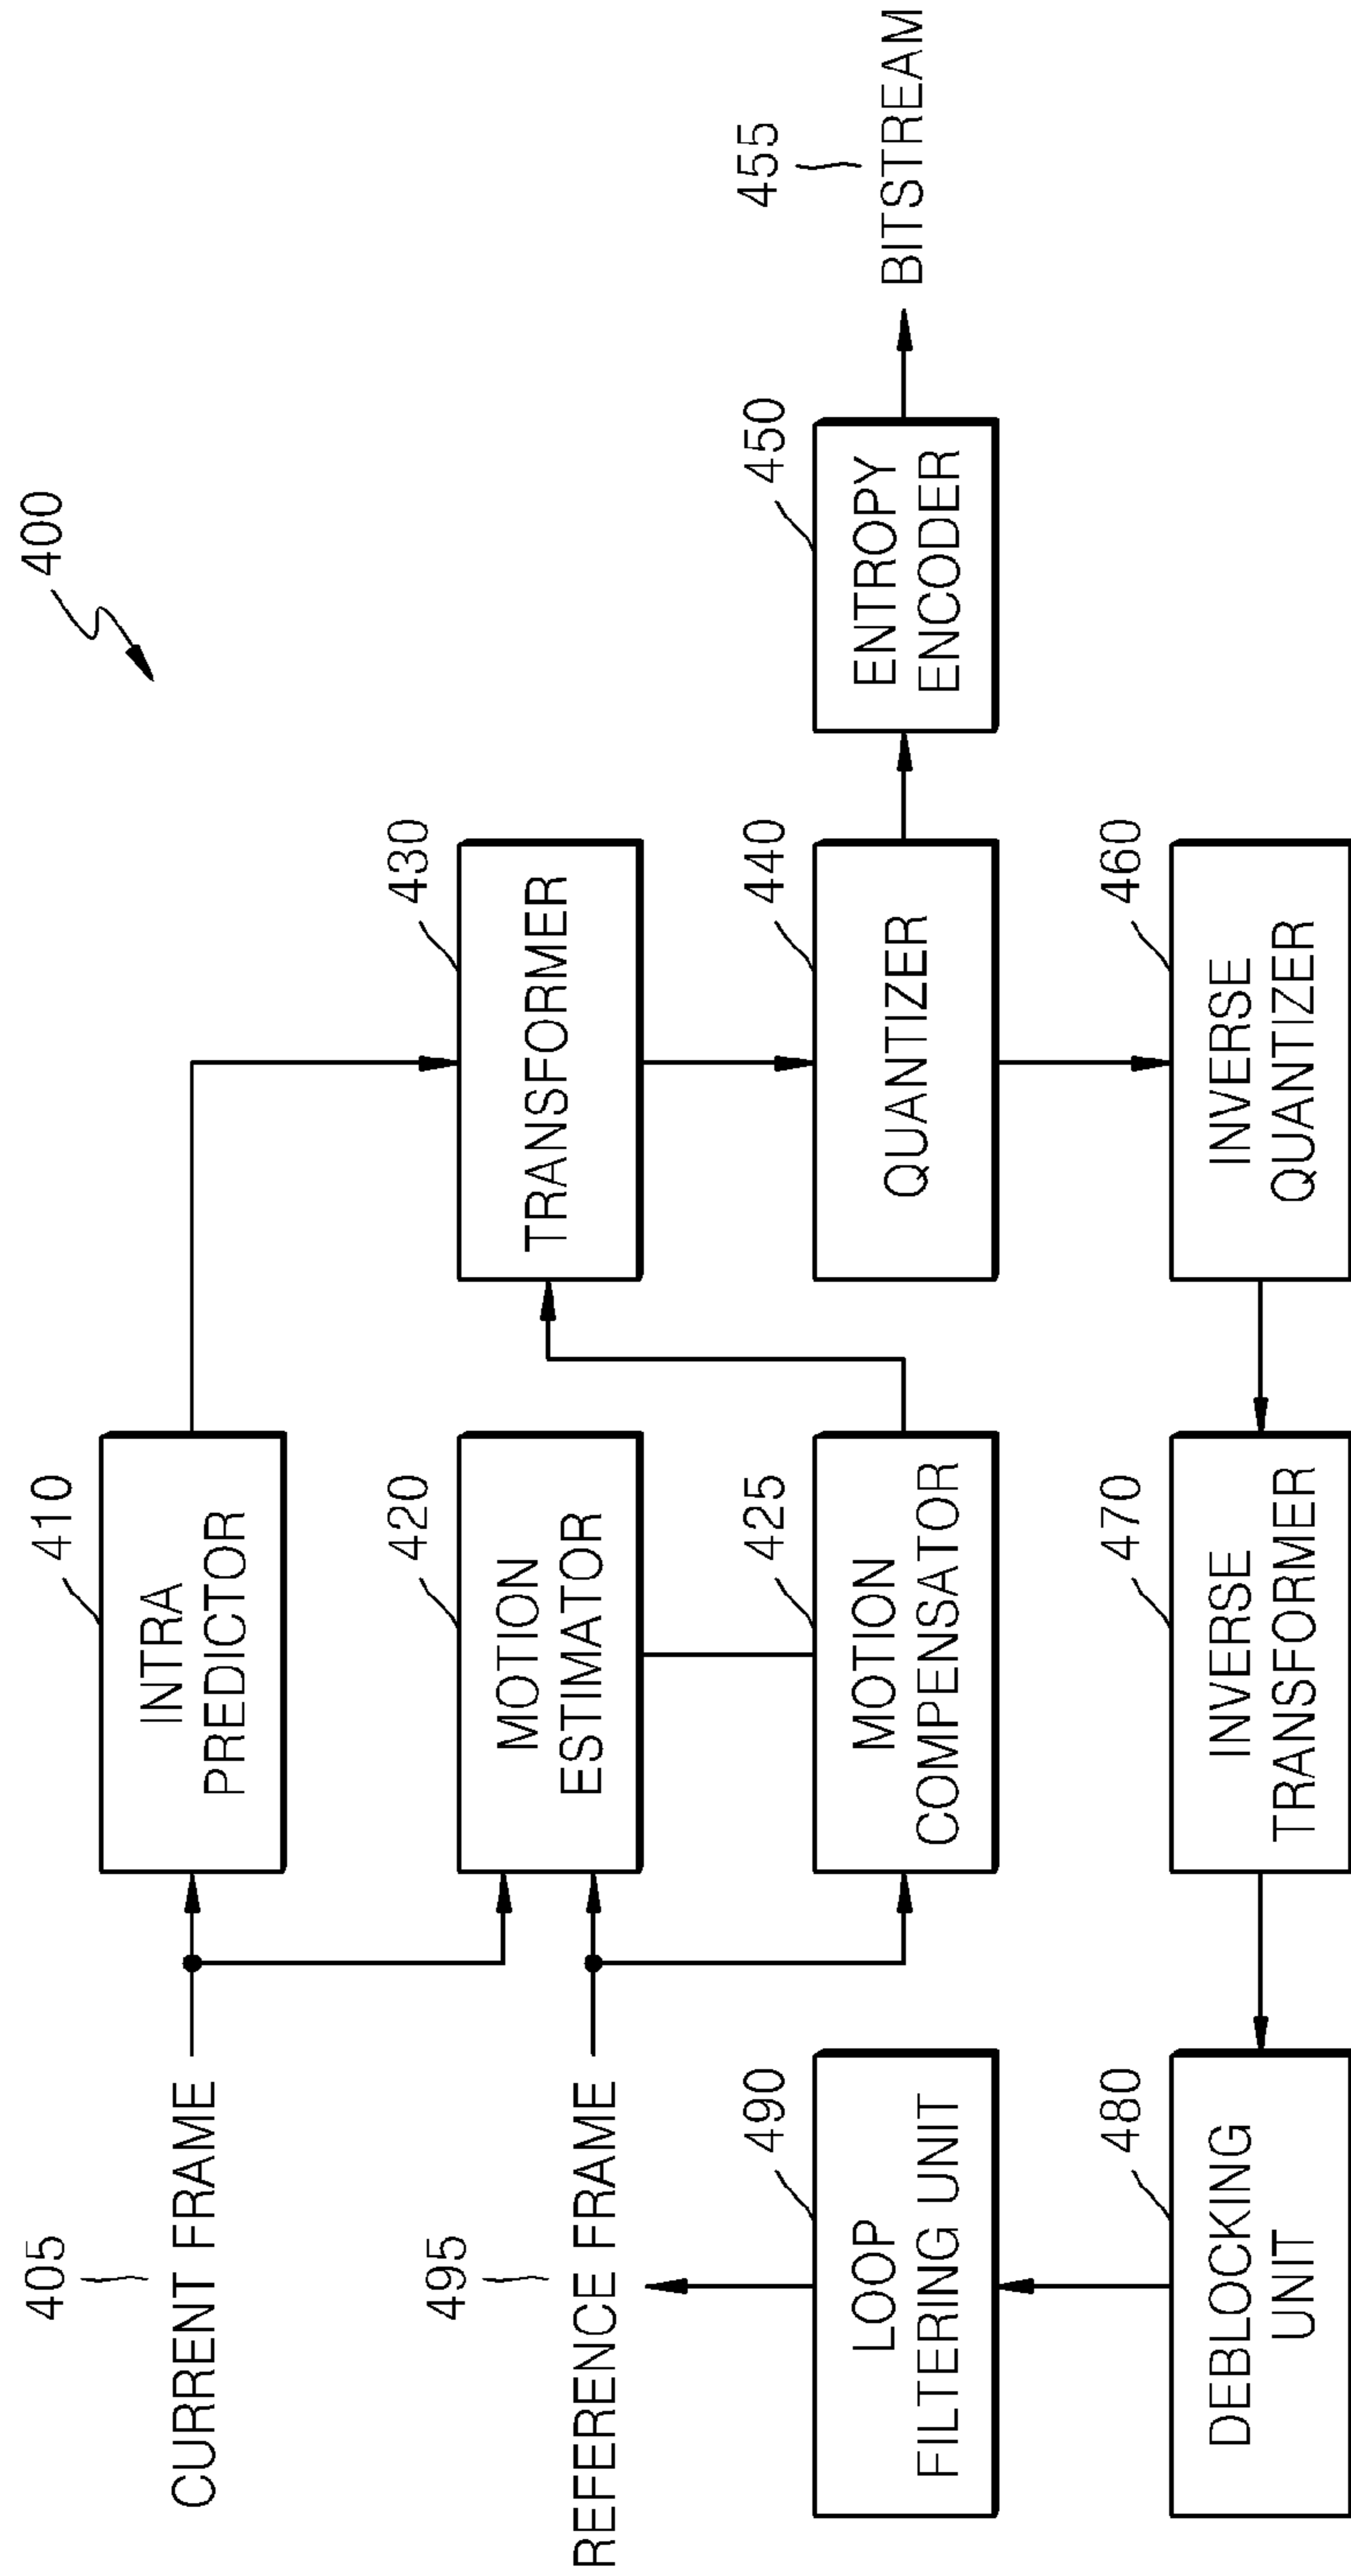 400
405
CURRENT FRAME
410
INTRA
PREDICTOR
495
REFERENCE FRAME
420
MOTION
ESTIMATOR
430
TRANSFORMER
490
LOOP
FILTERING UNIT
425
MOTION
COMPENSATOR
440
QUANTIZER
450
ENTROPY
ENCODER
455
BITSTREAM
480
DEBLOCKING
UNIT
470
INVERSE
TRANSFORMER
460
INVERSE
QUANTIZER